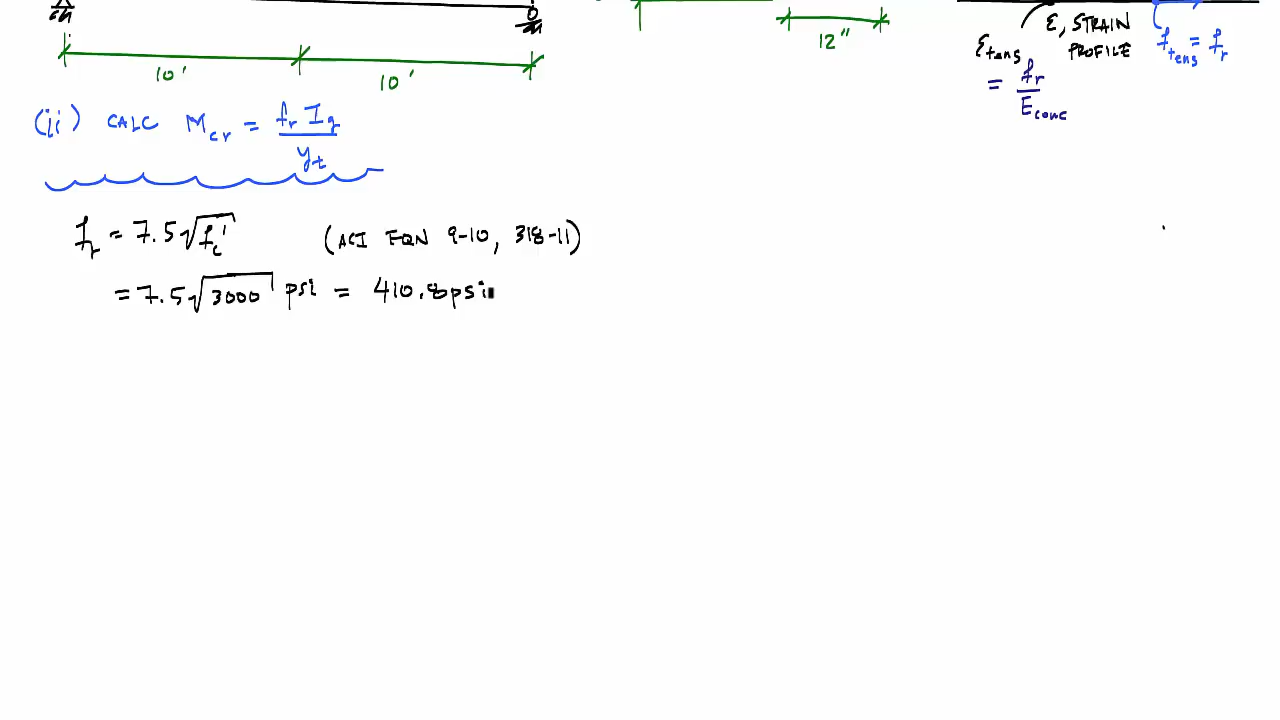 10' 10'
12"
ε, STRAIN PROFILE
ε_tens = f_r / E_conc
f_tens = f_r
(ii) CALC M_cr = f_r I_g / y_t
f_r = 7.5√f_c' (ACI EQN 9-10, 318-11)
= 7.5√3000 psi = 410.8psi